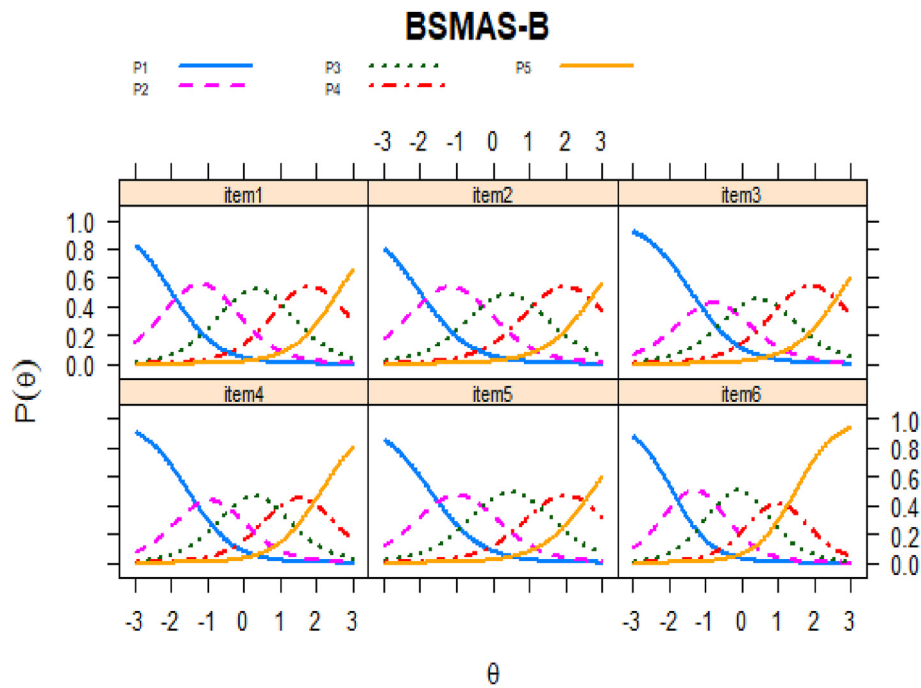 BSMAS-B
P1 P3 P5
P2 P4
-3 -2 -1 0 1 2 3
item1 item2 item3
1.0
0.8
0.6
0.4
0.2
0.0
P(θ)
item4 item5 item6
1.0
0.8
0.6
0.4
0.2
0.0
-3 -2 -1 0 1 2 3 -3 -2 -1 0 1 2 3
θ